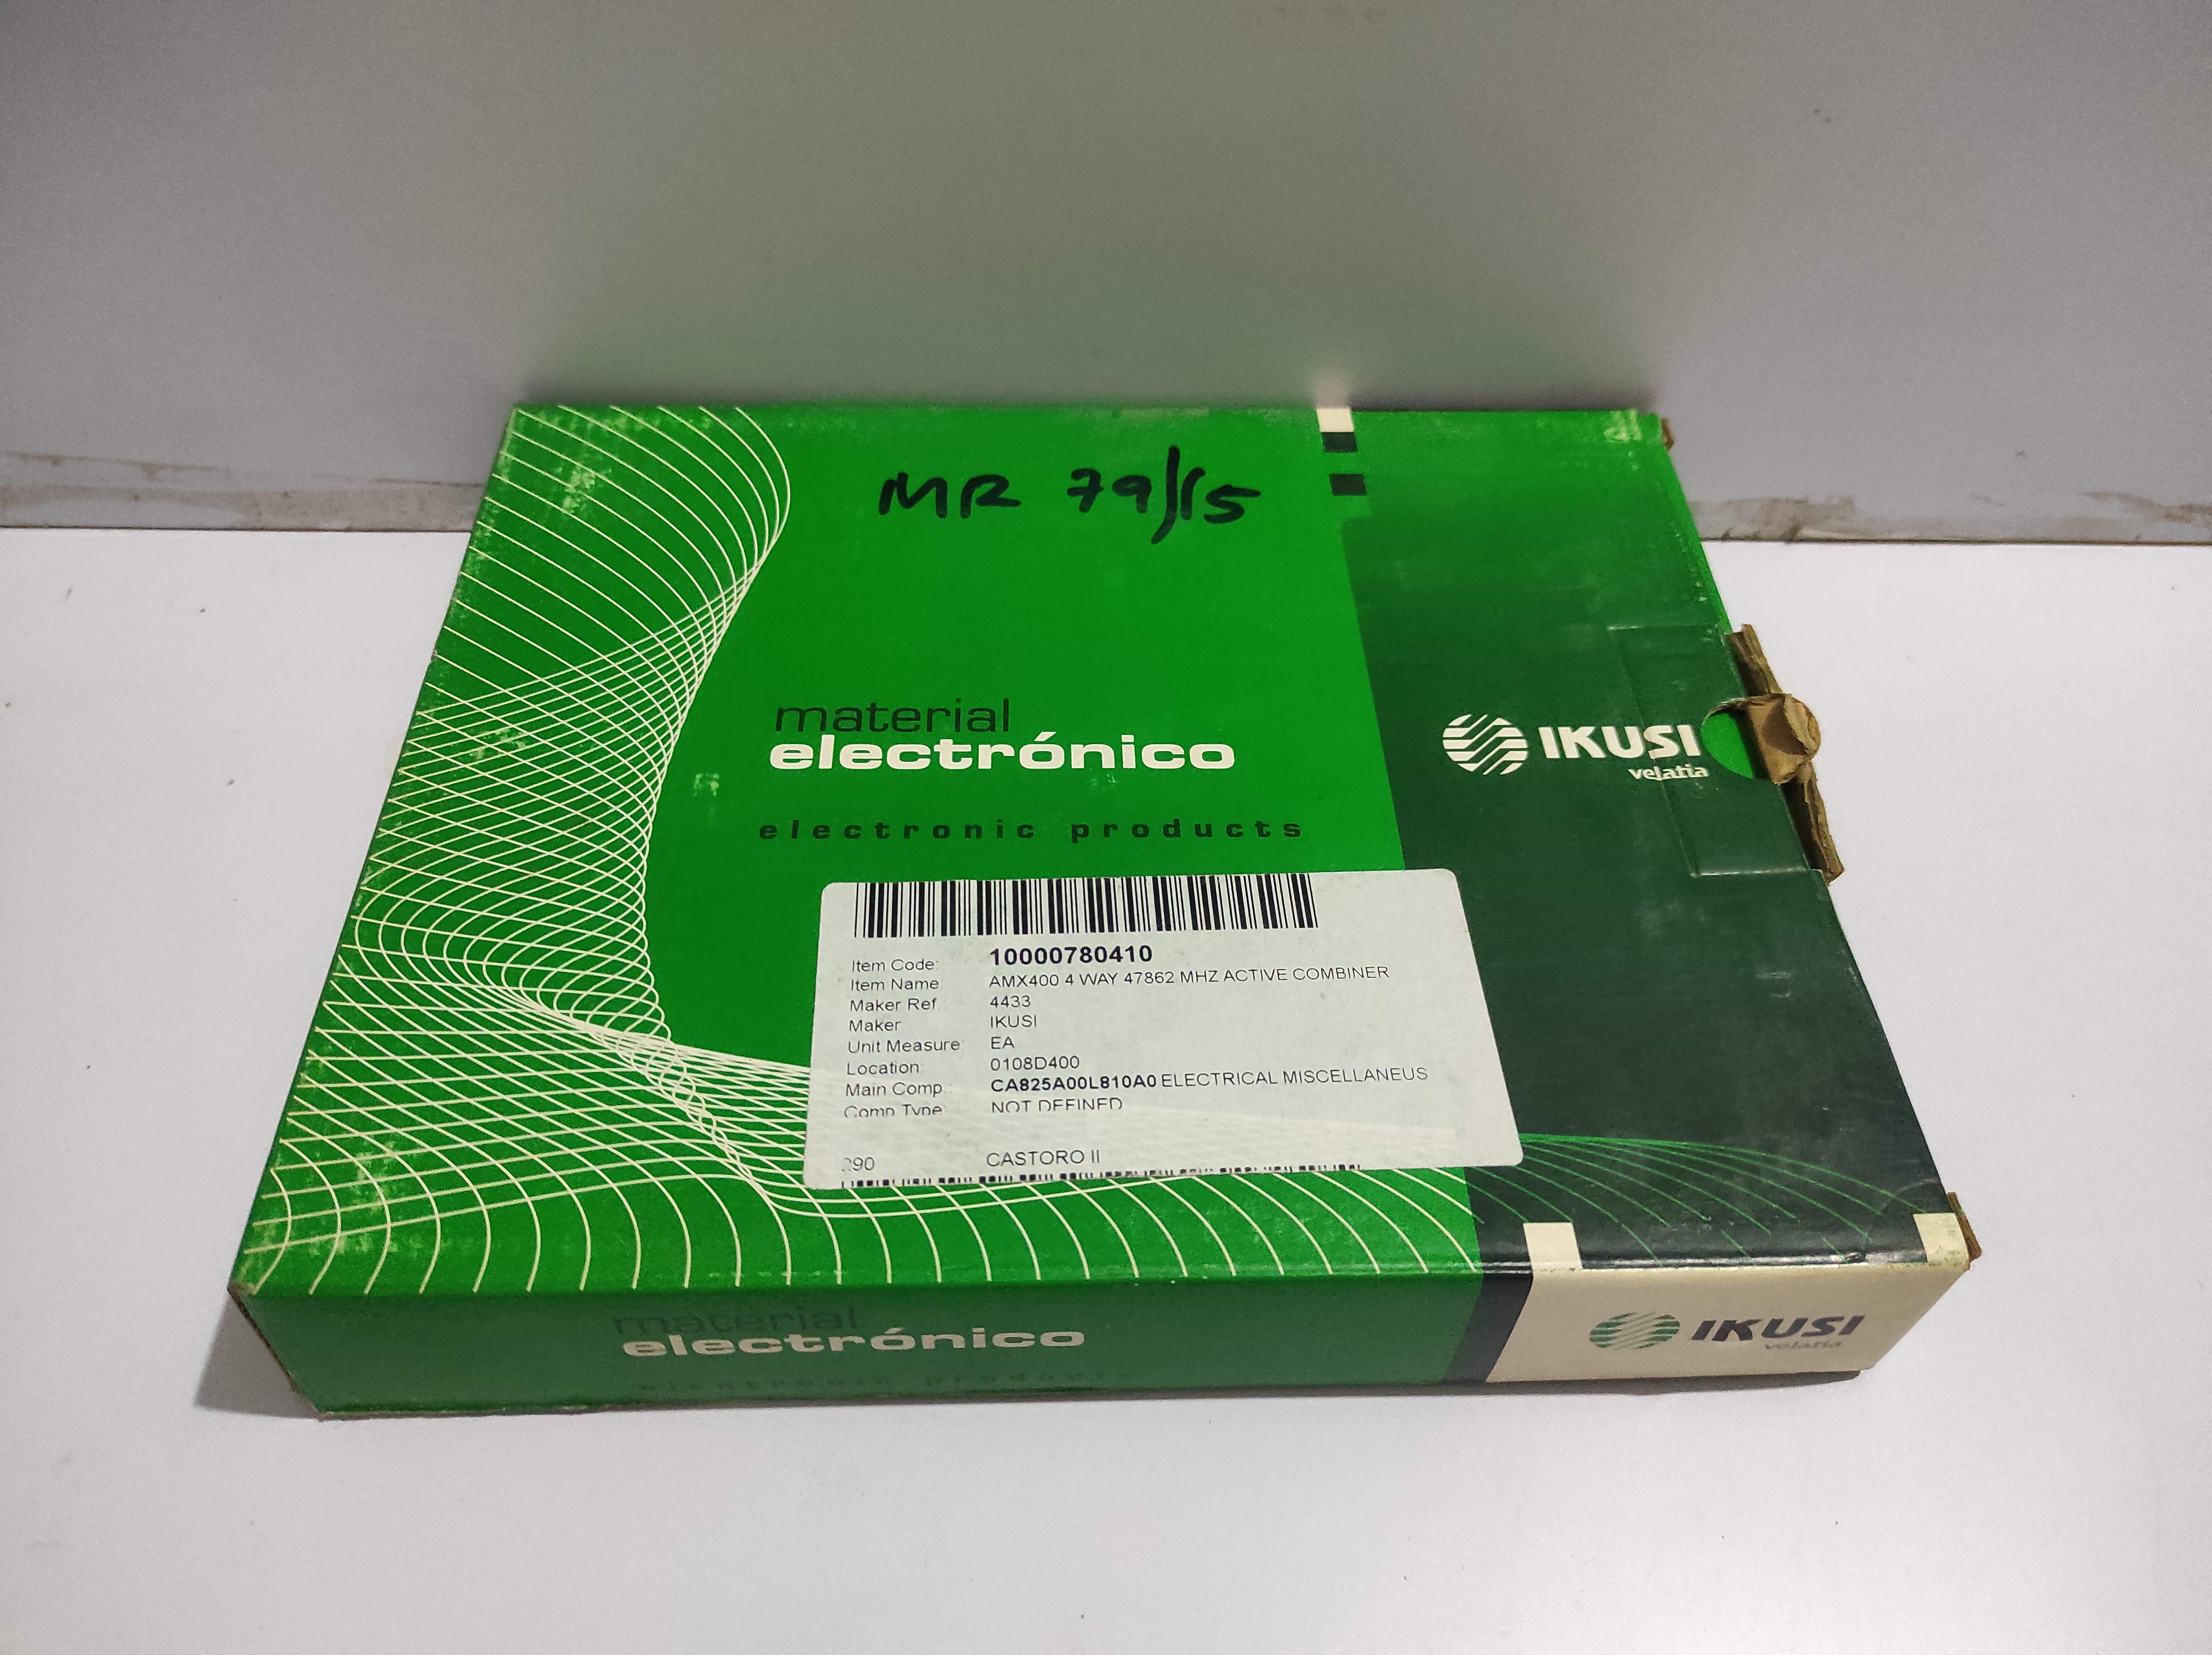 MR 79/15
material
electrónico
electronic products
IKUSI
velatia
Item Code: 10000780410
Item Name: AMX400 4 WAY 47862 MHZ ACTIVE COMBINER
Maker Ref.: 4433
Maker: IKUSI
Unit Measure: EA
Location: 0108D400
Main Comp.: CA825A00L810A0 ELECTRICAL MISCELLANEUS
Comp Type NOT DEFINED
CASTORO II
material
electrónico
electronic products
IKUSI
velatia